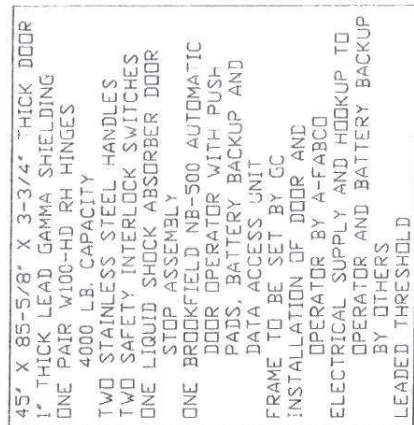 45" X 85-5/8" X 3-3/4" THICK DOOR
1" THICK LEAD GAMMA SHIELDING
ONE PAIR W100-HD RH HINGES
4000 LB. CAPACITY
TWO STAINLESS STEEL HANDLES
TWO SAFETY INTERLOCK SWITCHES
ONE LIQUID SHOCK ABSORBER DOOR
STOP ASSEMBLY
ONE BROOKFIELD NB-500 AUTOMATIC
DOOR OPERATOR WITH PUSH
PADS, BATTERY BACKUP AND
DATA ACCESS UNIT
FRAME TO BE SET BY GC
INSTALLATION OF DOOR AND
OPERATOR BY A-FABCO
ELECTRICAL SUPPLY AND HOOKUP TO
OPERATOR AND BATTERY BACKUP
BY OTHERS
LEADED THRESHOLD